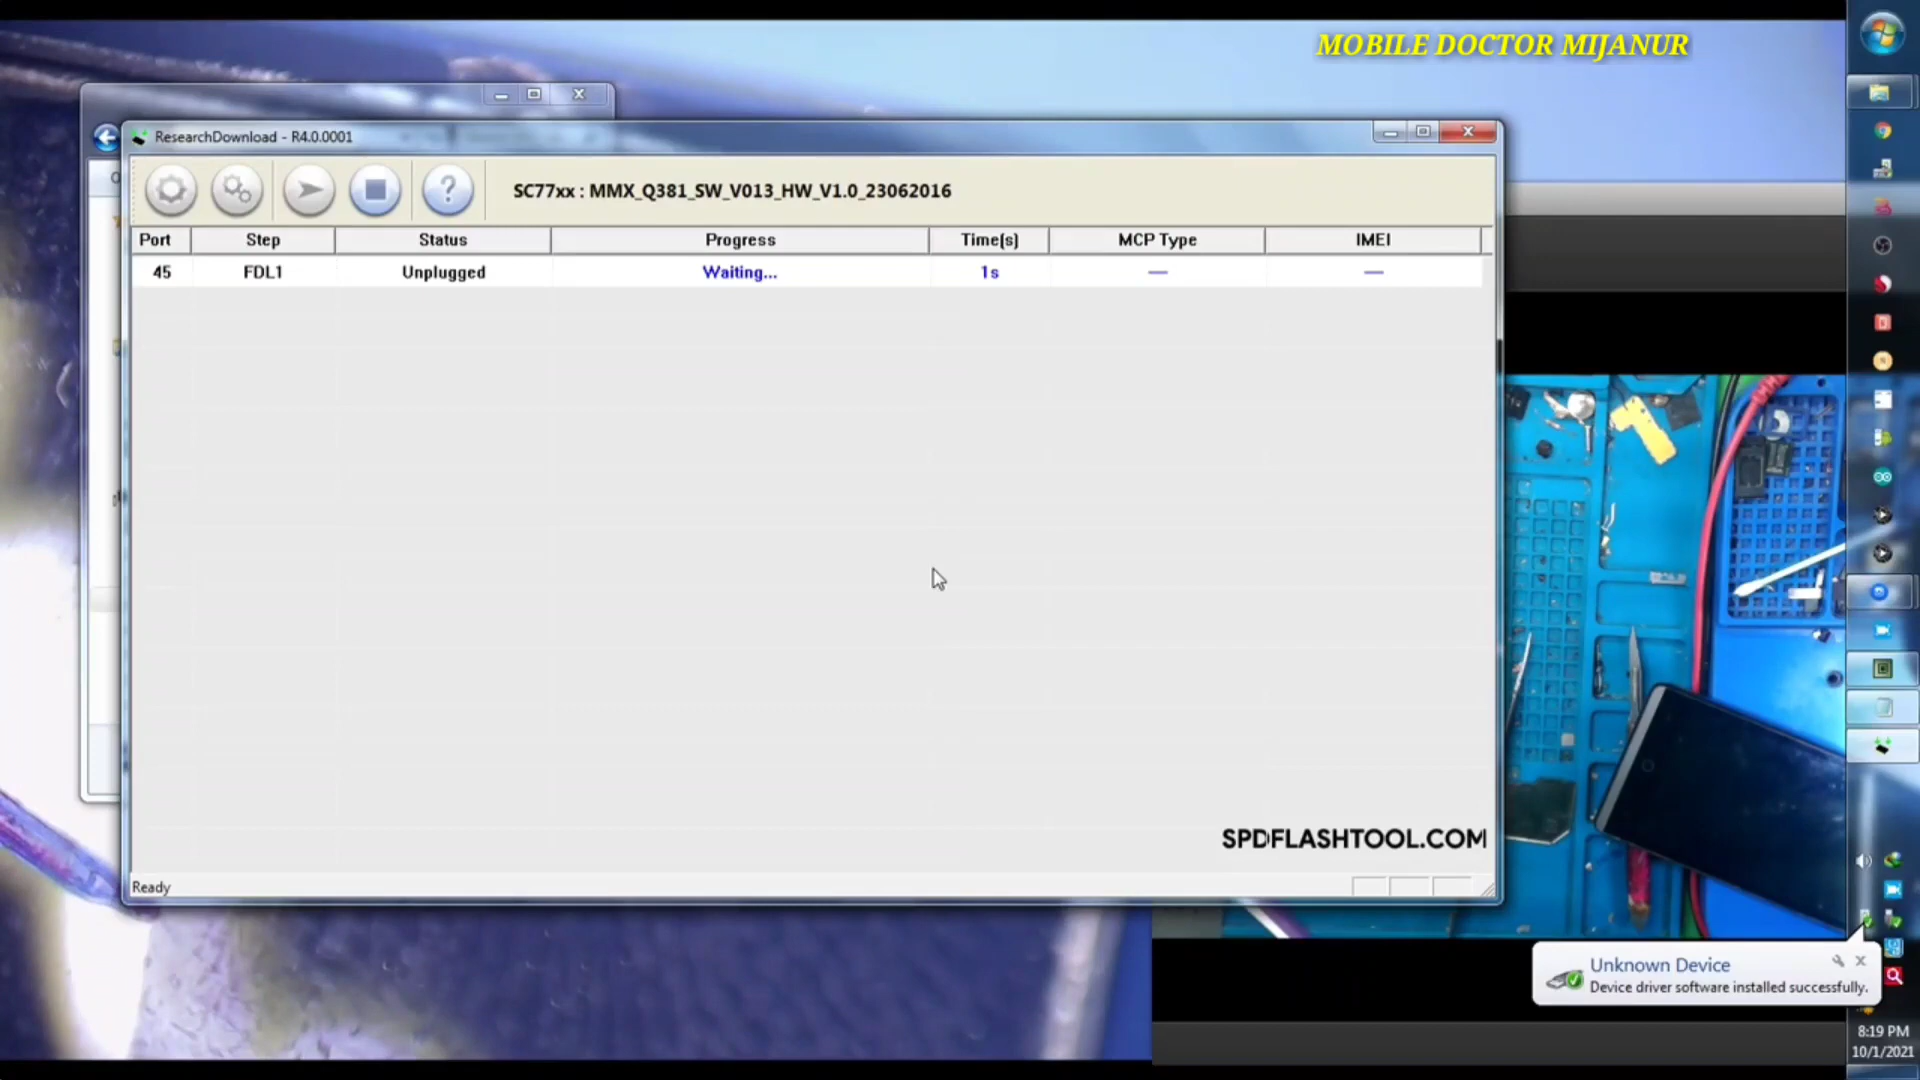 MOBILE DOCTOR MIJANUR
ResearchDownload - R4.0.0001
SC77xx : MMX_Q381_SW_V013_HW_V1.0_23062016
Port Step Status Progress Time(s) MCP Type IMEI
45 FDL1 Unplugged Waiting... 1s — —
SPDFLASHTOOL.COM
Ready
Unknown Device
Device driver software installed successfully.
8:19 PM
10/1/2021